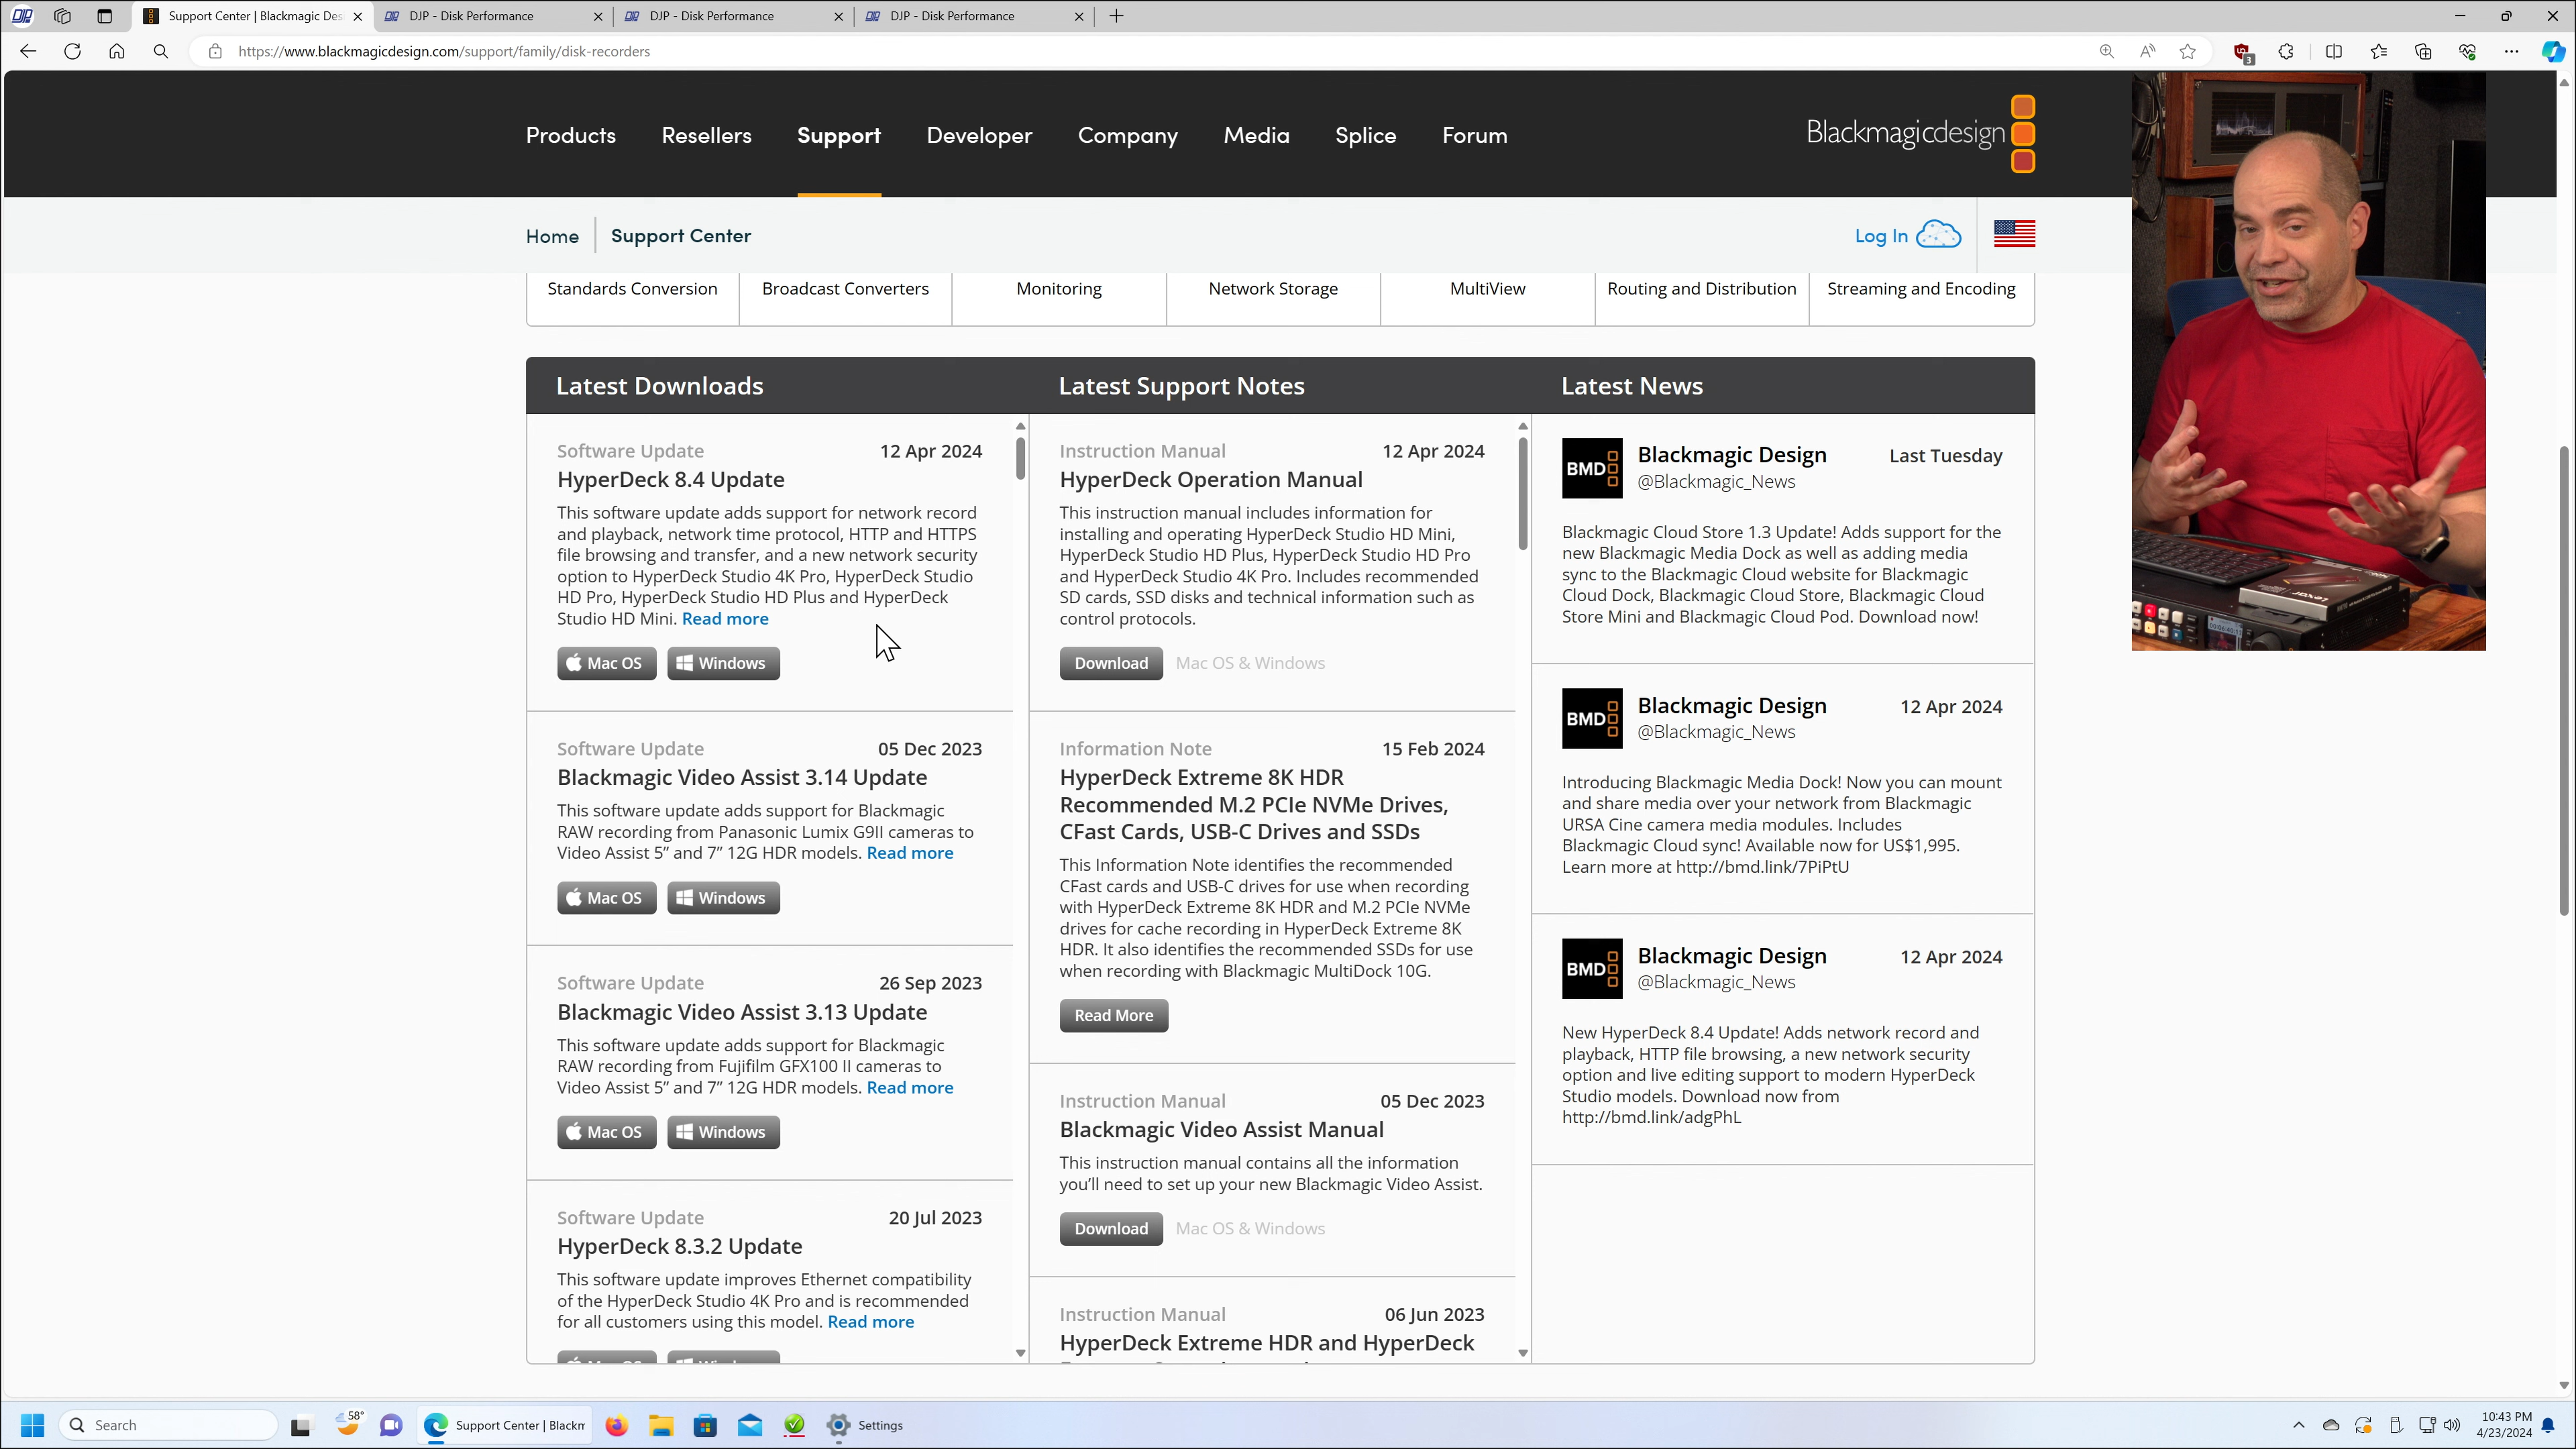 Support Center | Blackmagic Des
DJP - Disk Performance
DJP - Disk Performance
DJP - Disk Performance
https://www.blackmagicdesign.com/support/family/disk-recorders
3
Products
Resellers
Support
Developer
Company
Media
Splice
Forum
Blackmagicdesign
Home
Support Center
Log In
Standards Conversion
Broadcast Converters
Monitoring
Network Storage
MultiView
Routing and Distribution
Streaming and Encoding
Latest Downloads
Software Update 12 Apr 2024
HyperDeck 8.4 Update
This software update adds support for network record
and playback, network time protocol, HTTP and HTTPS
file browsing and transfer, and a new network security
option to HyperDeck Studio 4K Pro, HyperDeck Studio
HD Pro, HyperDeck Studio HD Plus and HyperDeck
Studio HD Mini. Read more
Mac OS Windows
Software Update 05 Dec 2023
Blackmagic Video Assist 3.14 Update
This software update adds support for Blackmagic
RAW recording from Panasonic Lumix G9II cameras to
Video Assist 5” and 7” 12G HDR models. Read more
Mac OS Windows
Software Update 26 Sep 2023
Blackmagic Video Assist 3.13 Update
This software update adds support for Blackmagic
RAW recording from Fujifilm GFX100 II cameras to
Video Assist 5” and 7” 12G HDR models. Read more
Mac OS Windows
Software Update 20 Jul 2023
HyperDeck 8.3.2 Update
This software update improves Ethernet compatibility
of the HyperDeck Studio 4K Pro and is recommended
for all customers using this model. Read more
Latest Support Notes
Instruction Manual 12 Apr 2024
HyperDeck Operation Manual
This instruction manual includes information for
installing and operating HyperDeck Studio HD Mini,
HyperDeck Studio HD Plus, HyperDeck Studio HD Pro
and HyperDeck Studio 4K Pro. Includes recommended
SD cards, SSD disks and technical information such as
control protocols.
Download Mac OS & Windows
Information Note 15 Feb 2024
HyperDeck Extreme 8K HDR
Recommended M.2 PCIe NVMe Drives,
CFast Cards, USB-C Drives and SSDs
This Information Note identifies the recommended
CFast cards and USB-C drives for use when recording
with HyperDeck Extreme 8K HDR and M.2 PCIe NVMe
drives for cache recording in HyperDeck Extreme 8K
HDR. It also identifies the recommended SSDs for use
when recording with Blackmagic MultiDock 10G.
Read More
Instruction Manual 05 Dec 2023
Blackmagic Video Assist Manual
This instruction manual contains all the information
you’ll need to set up your new Blackmagic Video Assist.
Download Mac OS & Windows
Instruction Manual 06 Jun 2023
HyperDeck Extreme HDR and HyperDeck
Latest News
BMD
Blackmagic Design Last Tuesday
@Blackmagic_News
Blackmagic Cloud Store 1.3 Update! Adds support for the
new Blackmagic Media Dock as well as adding media
sync to the Blackmagic Cloud website for Blackmagic
Cloud Dock, Blackmagic Cloud Store, Blackmagic Cloud
Store Mini and Blackmagic Cloud Pod. Download now!
BMD
Blackmagic Design 12 Apr 2024
@Blackmagic_News
Introducing Blackmagic Media Dock! Now you can mount
and share media over your network from Blackmagic
URSA Cine camera media modules. Includes
Blackmagic Cloud sync! Available now for US$1,995.
Learn more at http://bmd.link/7PiPtU
BMD
Blackmagic Design 12 Apr 2024
@Blackmagic_News
New HyperDeck 8.4 Update! Adds network record and
playback, HTTP file browsing, a new network security
option and live editing support to modern HyperDeck
Studio models. Download now from
http://bmd.link/adgPhL
Lexar
Search
58°
Support Center | Blackm
Settings
10:43 PM
4/23/2024